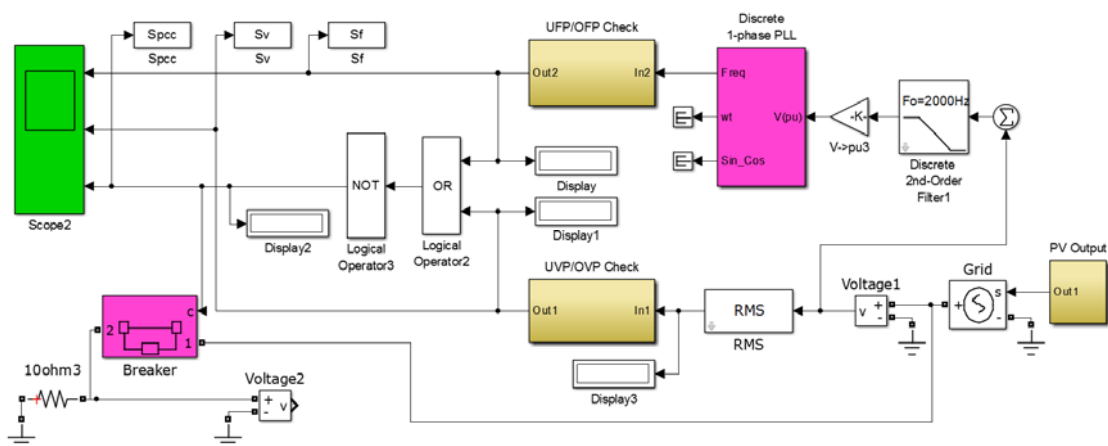 Spcc
Spcc
Sv
Sv
Sf
Sf
UFP/OFP Check
Out2
In2
Discrete
1-phase PLL
Freq
wt
V(pu)
Sin_Cos
-K-
V->pu3
Fo=2000Hz
Discrete
2nd-Order
Filter1
Σ
Scope2
NOT
Logical
Operator3
OR
Logical
Operator2
Display
Display1
Display2
UVP/OVP Check
Out1
In1
RMS
RMS
Display3
Voltage1
v
+
-
Grid
+
s
-
PV Output
Out1
c
2
1
Breaker
10ohm3
+
Voltage2
+
-
v